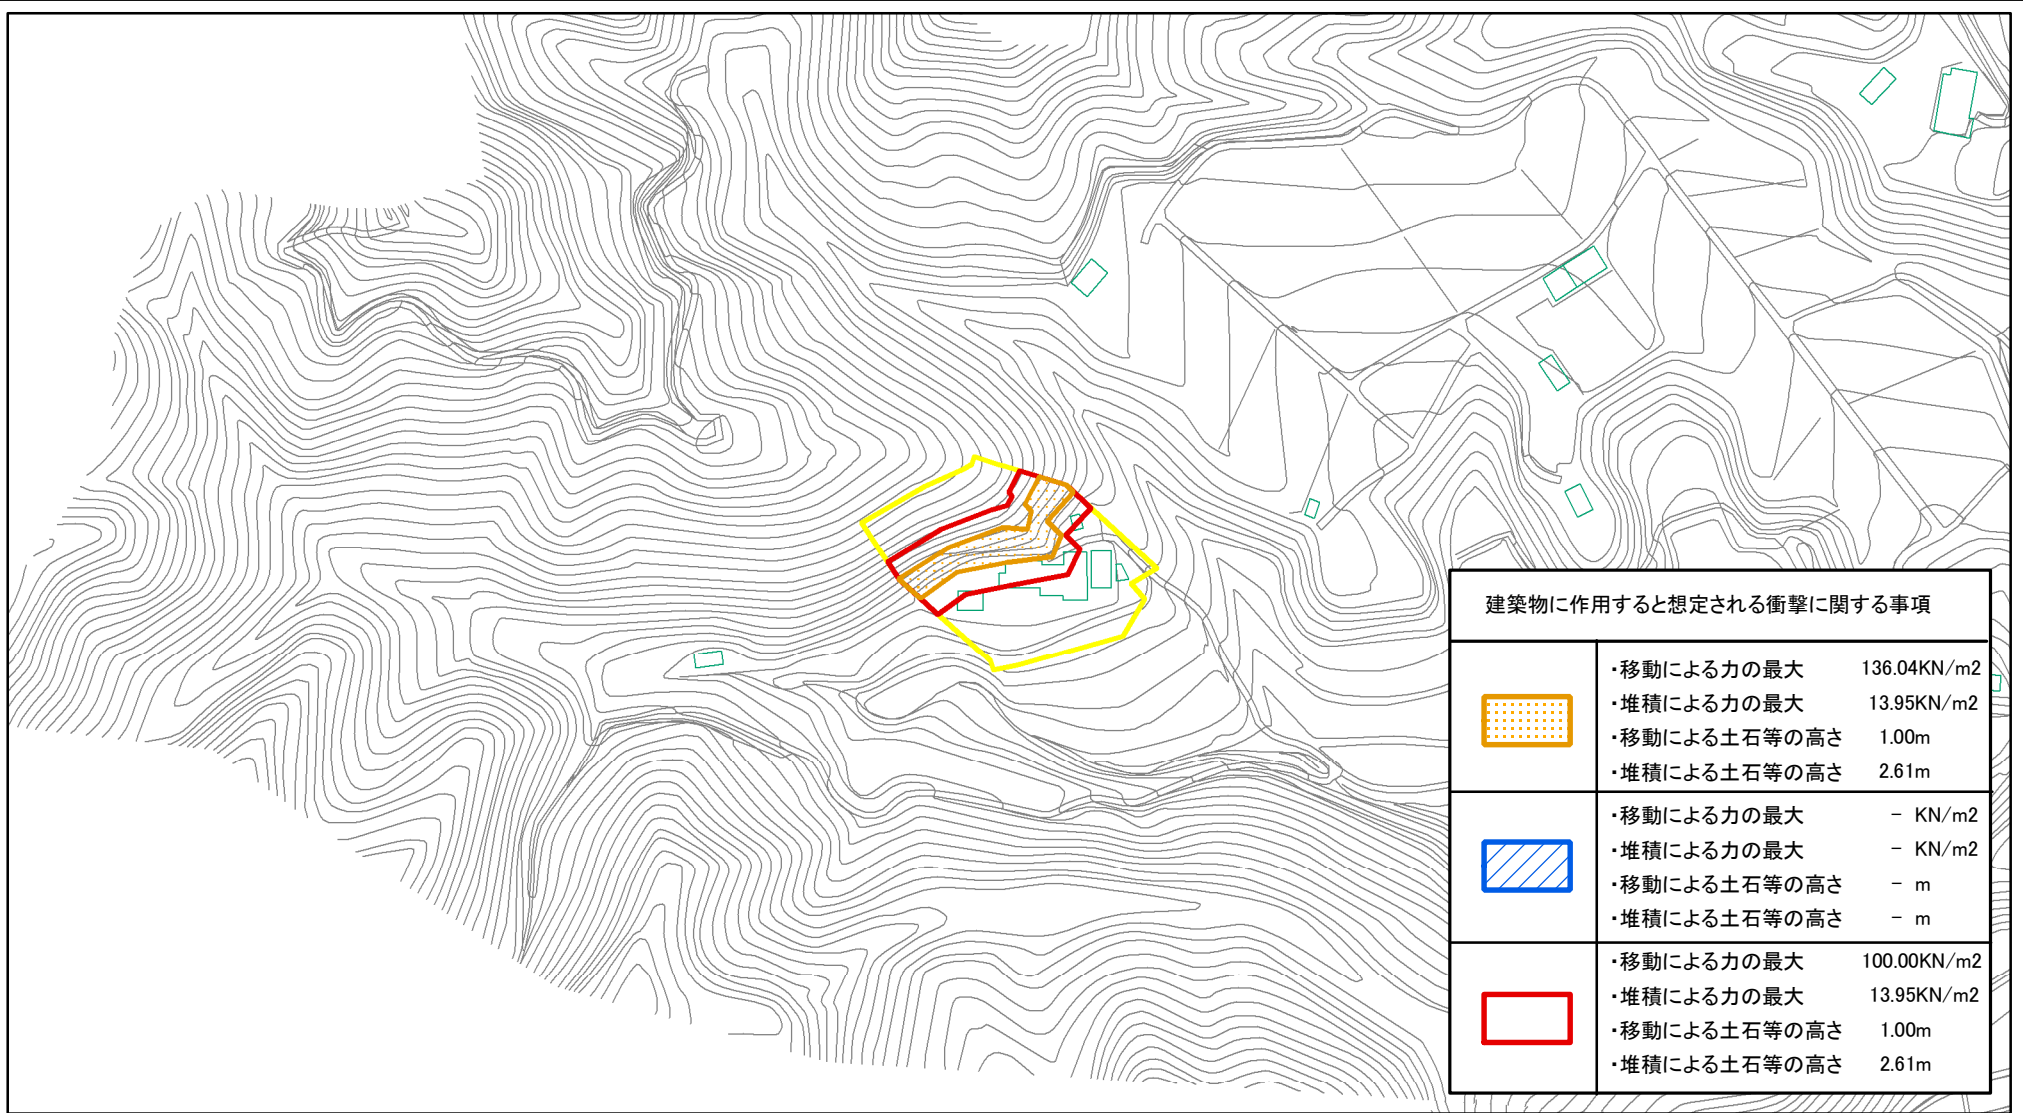 建築物に作用すると想定される衝撃に関する事項
・移動による力の最大 136.04KN/m2
・堆積による力の最大 13.95KN/m2
・移動による土石等の高さ 1.00m
・堆積による土石等の高さ 2.61m
・移動による力の最大 － KN/m2
・堆積による力の最大 － KN/m2
・移動による土石等の高さ － m
・堆積による土石等の高さ － m
・移動による力の最大 100.00KN/m2
・堆積による力の最大 13.95KN/m2
・移動による土石等の高さ 1.00m
・堆積による土石等の高さ 2.61m